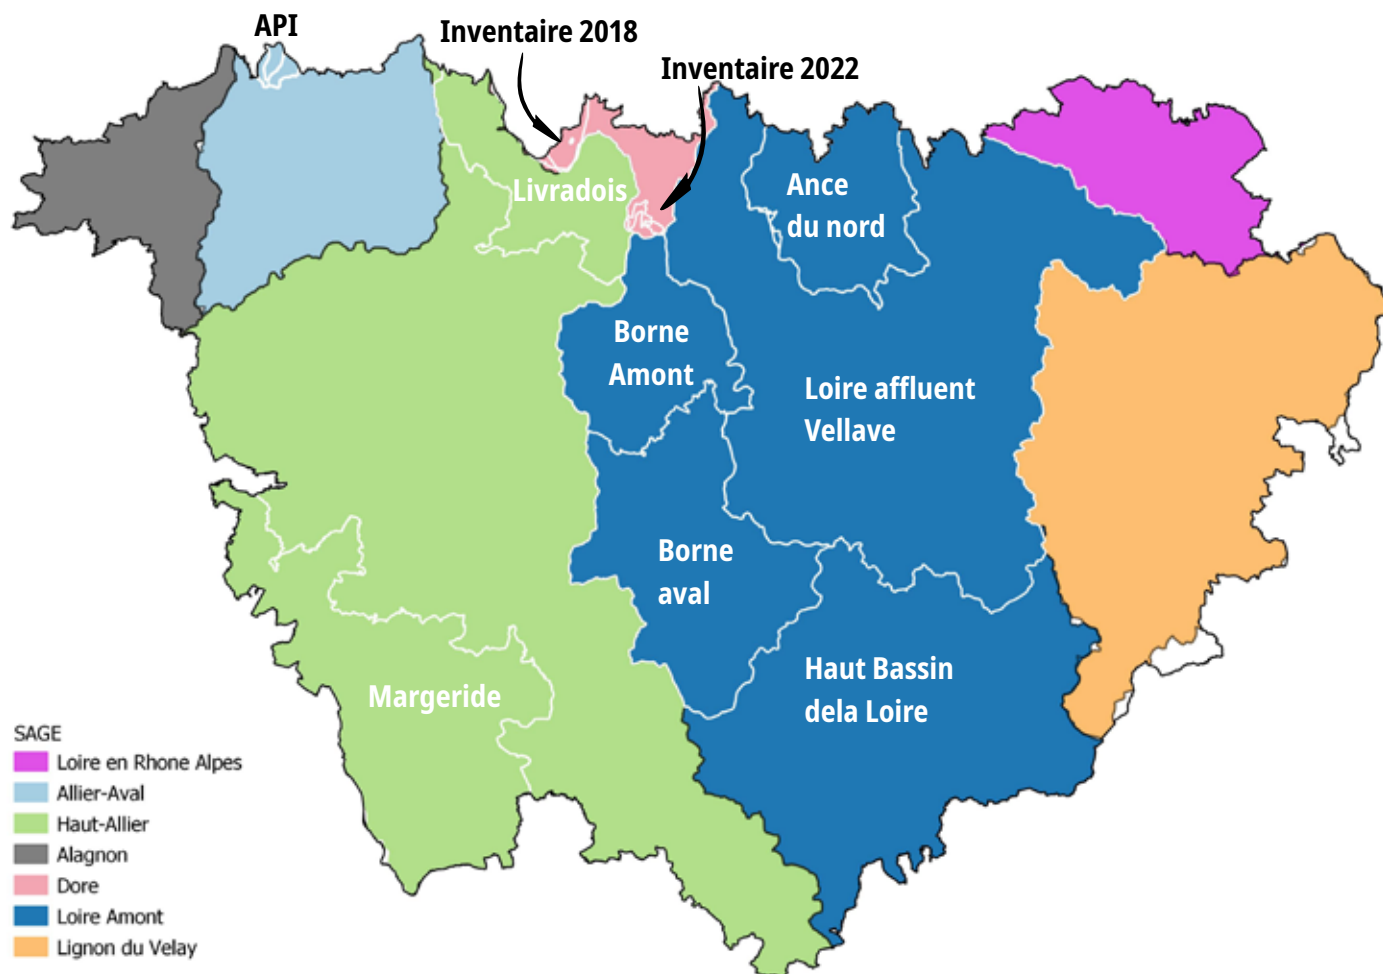 API
Inventaire 2018
Inventaire 2022
Livradois
Ance
du nord
Borne
Amont
Loire affluent
Vellave
Borne
aval
Haut Bassin
dela Loire
Margeride
SAGE
Loire en Rhone Alpes
Allier-Aval
Haut-Allier
Alagnon
Dore
Loire Amont
Lignon du Velay